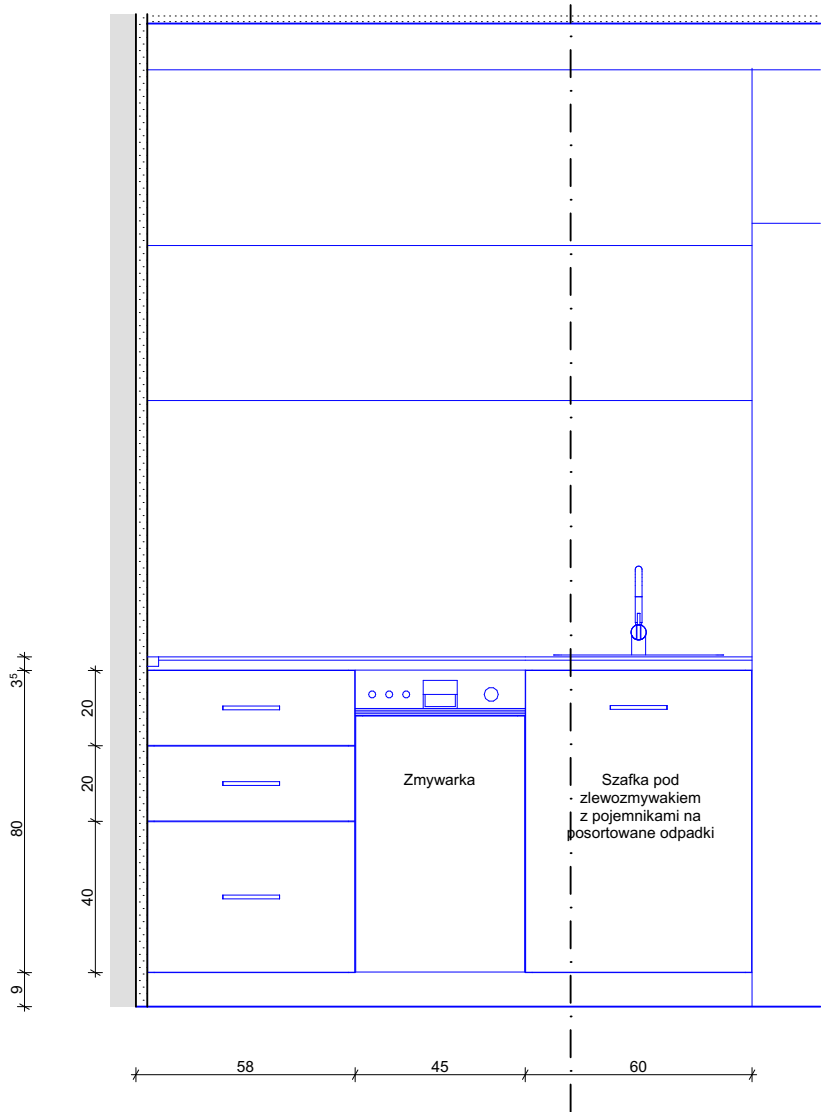 3⁵
20
20
80
40
9
Zmywarka
Szafka pod
zlewozmywakiem
z pojemnikami na
posortowane odpadki
58
45
60